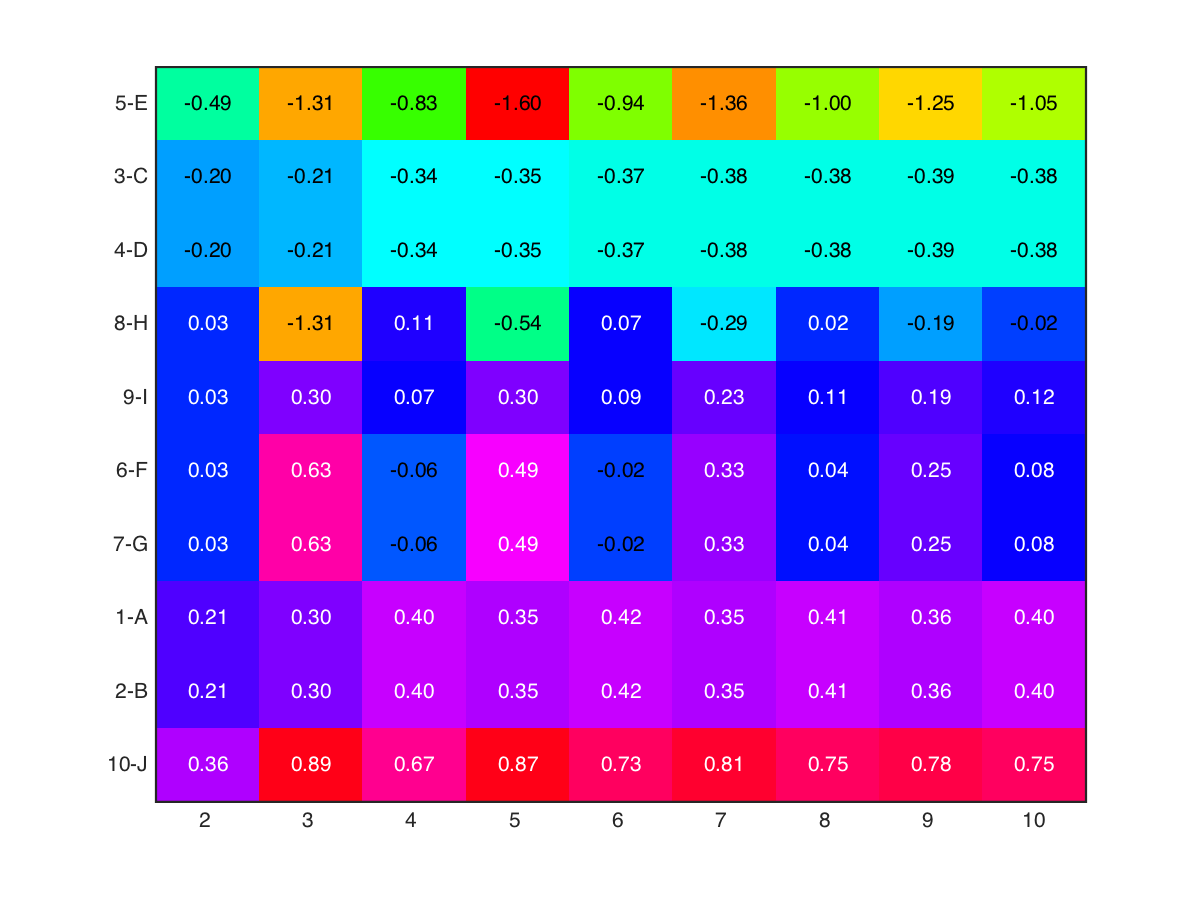 5-E -0.49 -1.31 -0.83 -1.60 -0.94 -1.36 -1.00 -1.25 -1.05
3-C -0.20 -0.21 -0.34 -0.35 -0.37 -0.38 -0.38 -0.39 -0.38
4-D -0.20 -0.21 -0.34 -0.35 -0.37 -0.38 -0.38 -0.39 -0.38
8-H 0.03 -1.31 0.11 -0.54 0.07 -0.29 0.02 -0.19 -0.02
9-I 0.03 0.30 0.07 0.30 0.09 0.23 0.11 0.19 0.12
6-F 0.03 0.63 -0.06 0.49 -0.02 0.33 0.04 0.25 0.08
7-G 0.03 0.63 -0.06 0.49 -0.02 0.33 0.04 0.25 0.08
1-A 0.21 0.30 0.40 0.35 0.42 0.35 0.41 0.36 0.40
2-B 0.21 0.30 0.40 0.35 0.42 0.35 0.41 0.36 0.40
10-J 0.36 0.89 0.67 0.87 0.73 0.81 0.75 0.78 0.75
2 3 4 5 6 7 8 9 10